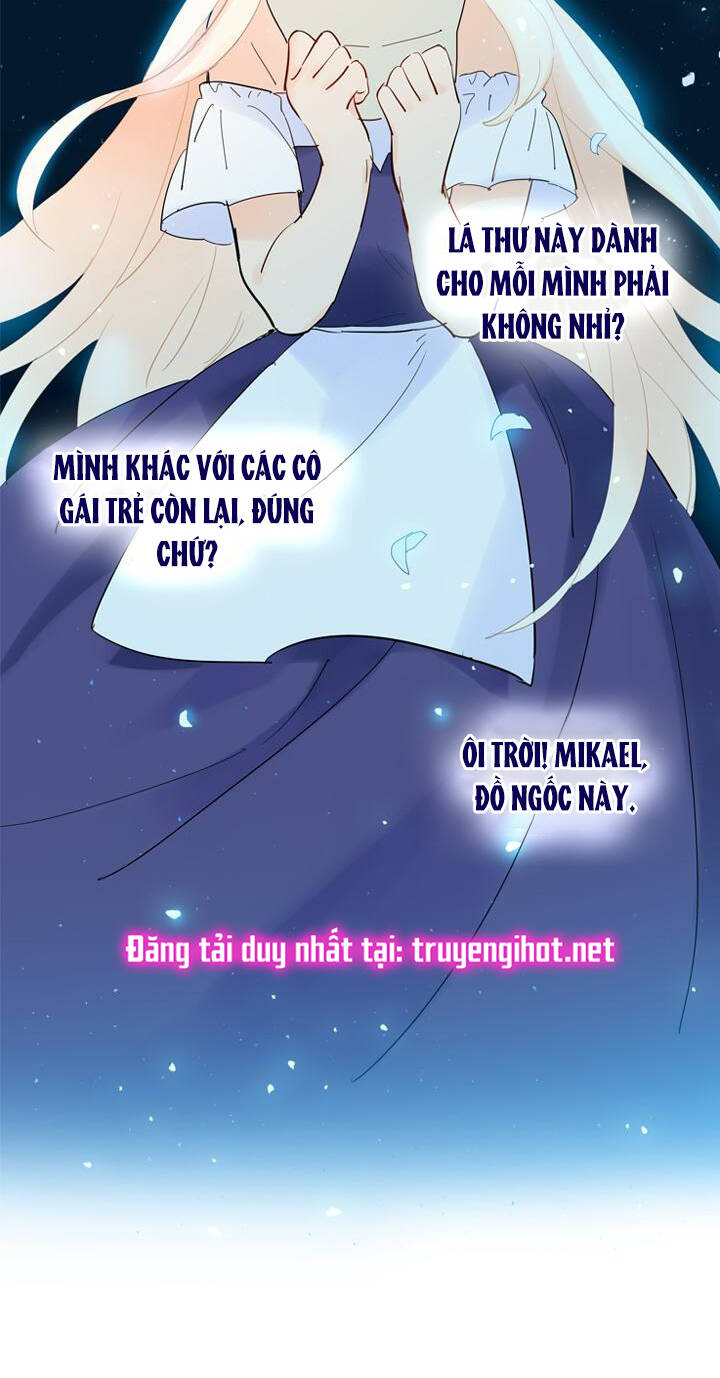 LÁ THƯ NÀY DÀNH
CHO MỖI MÌNH PHẢI
KHÔNG NHỈ?
MÌNH KHÁC VỚI CÁC CÔ
GÁI TRẺ CÒN LẠI, ĐÚNG
CHỨ?
ÔI TRỜI! MIKAEL,
ĐỒ NGỐC NÀY.
Đăng tải duy nhất tại: truyengihot.net